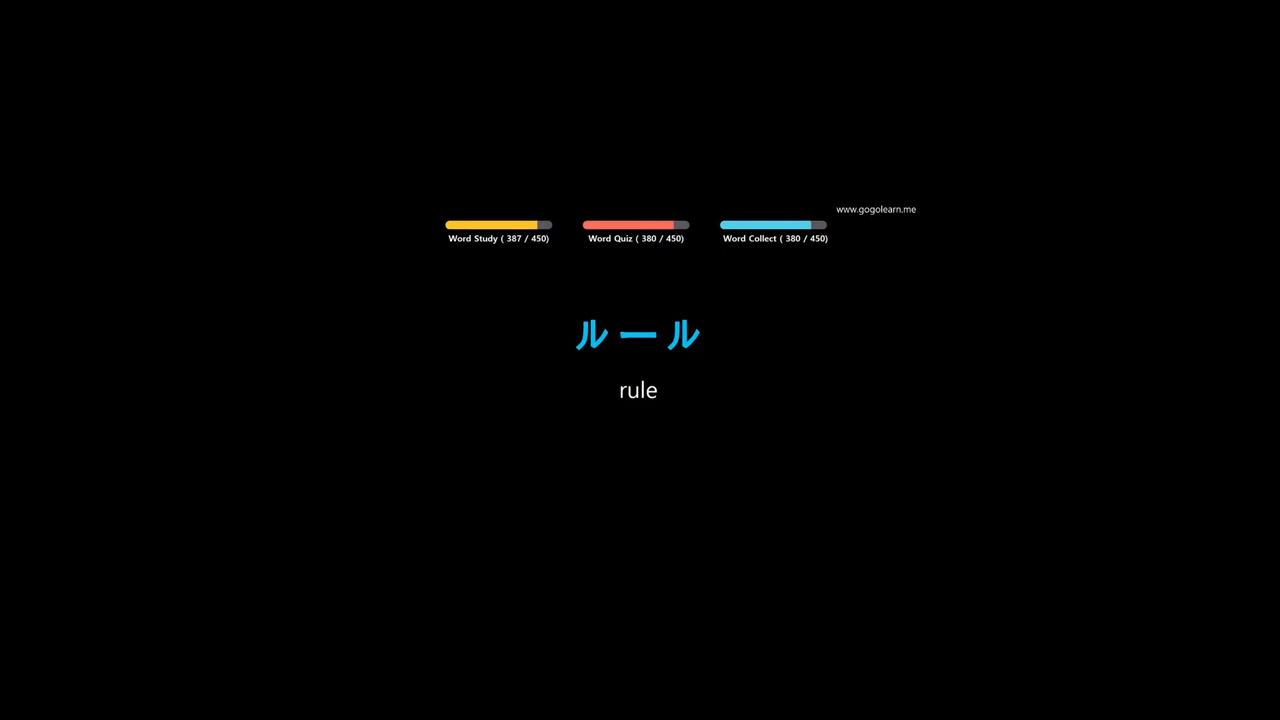 www.gogolearn.me
Word Study ( 387 / 450)
Word Quiz ( 380 / 450)
Word Collect ( 380 / 450)
ルール
rule